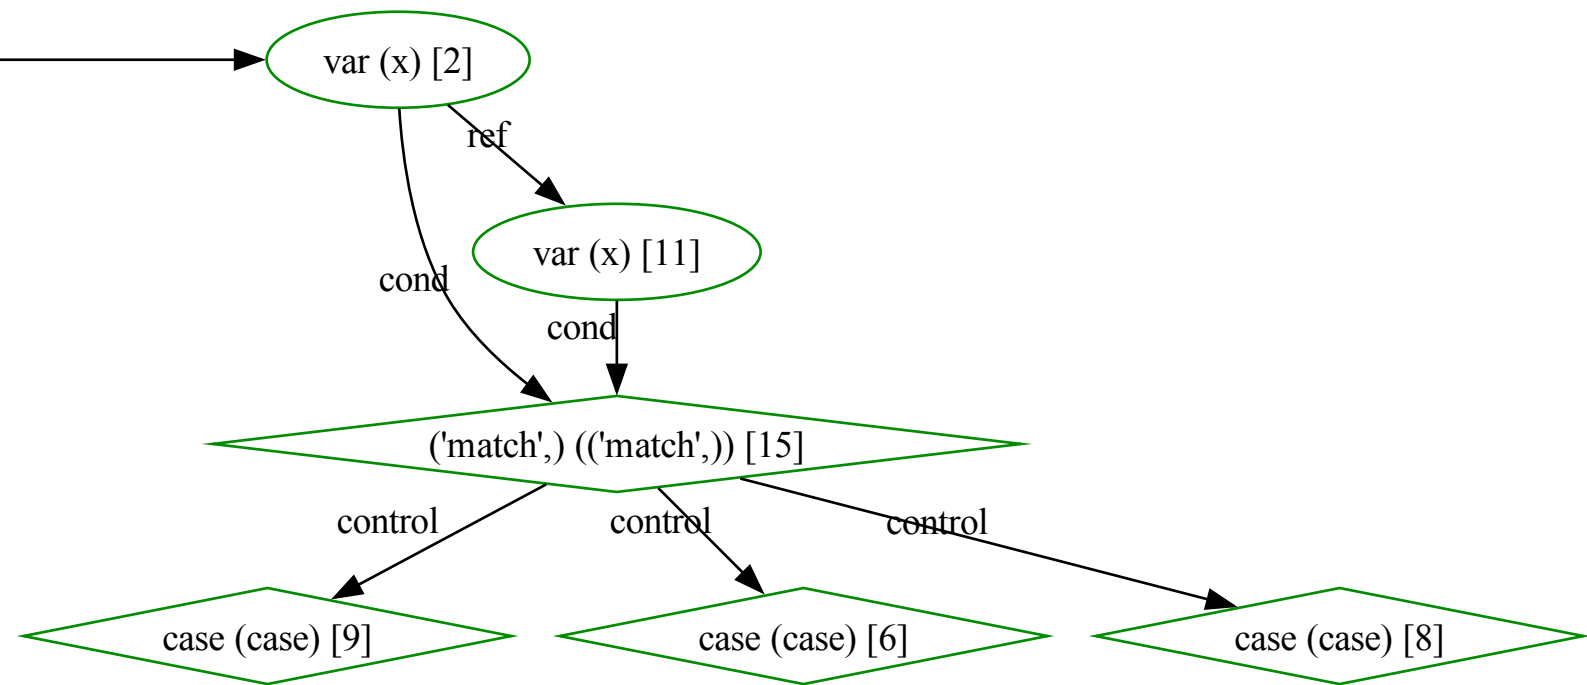 var (x) [2]
ref
var (x) [11]
cond
cond
('match',) (('match',)) [15]
control
control
control
case (case) [9]
case (case) [6]
case (case) [8]